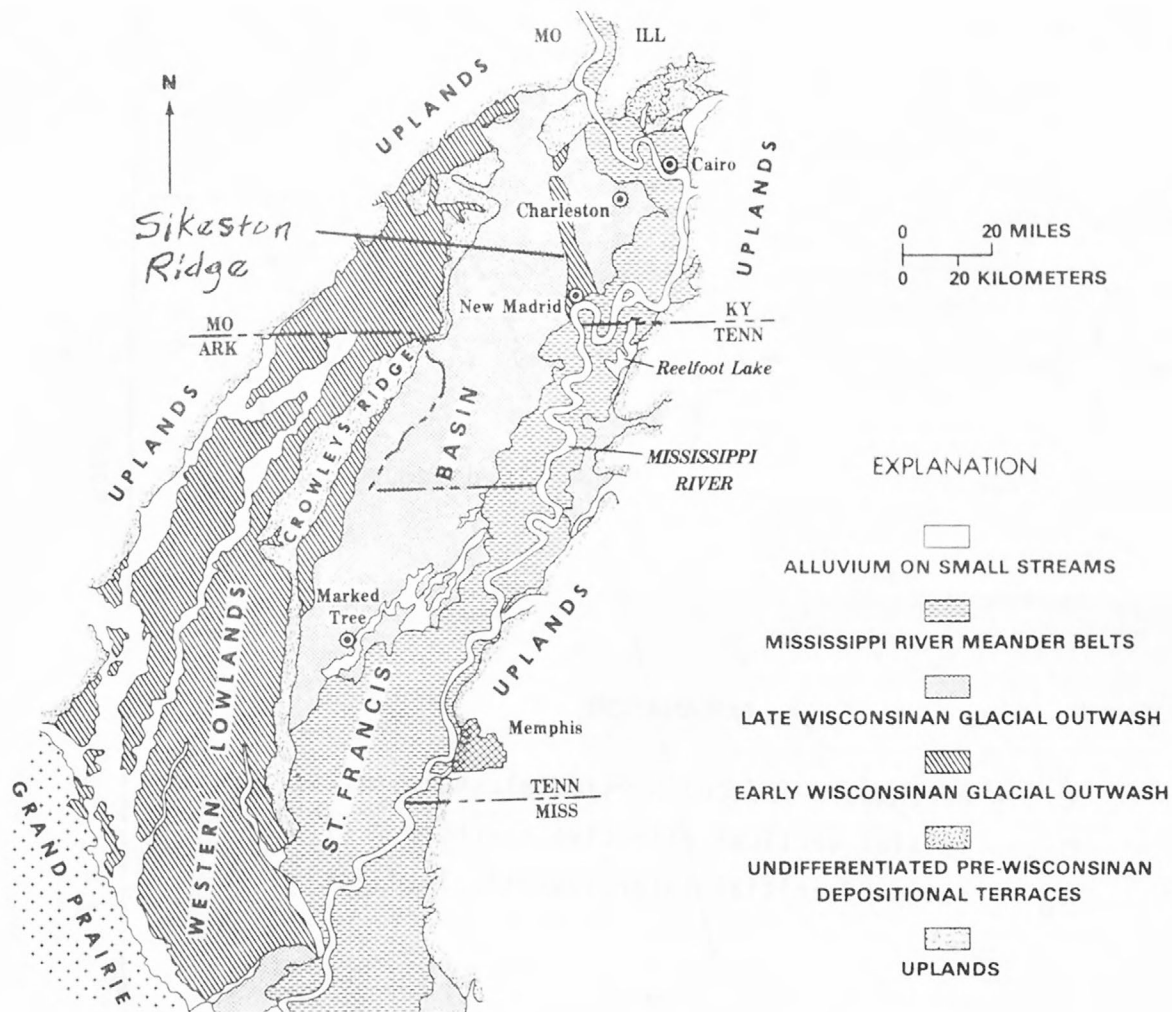 MO ILL
N
UPLANDS
Cairo
Charleston
UPLANDS
Sikeston
Ridge
0 20 MILES
0 20 KILOMETERS
New Madrid
KY
TENN
MO
ARK
Reelfoot Lake
UPLANDS
CROWLEYS RIDGE
BASIN
MISSISSIPPI
RIVER
EXPLANATION
ALLUVIUM ON SMALL STREAMS
Marked
Tree
UPLANDS
MISSISSIPPI RIVER MEANDER BELTS
WESTERN LOWLANDS
ST. FRANCIS
LATE WISCONSINAN GLACIAL OUTWASH
Memphis
TENN
MISS
EARLY WISCONSINAN GLACIAL OUTWASH
GRAND PRAIRIE
UNDIFFERENTIATED PRE-WISCONSINAN
DEPOSITIONAL TERRACES
UPLANDS